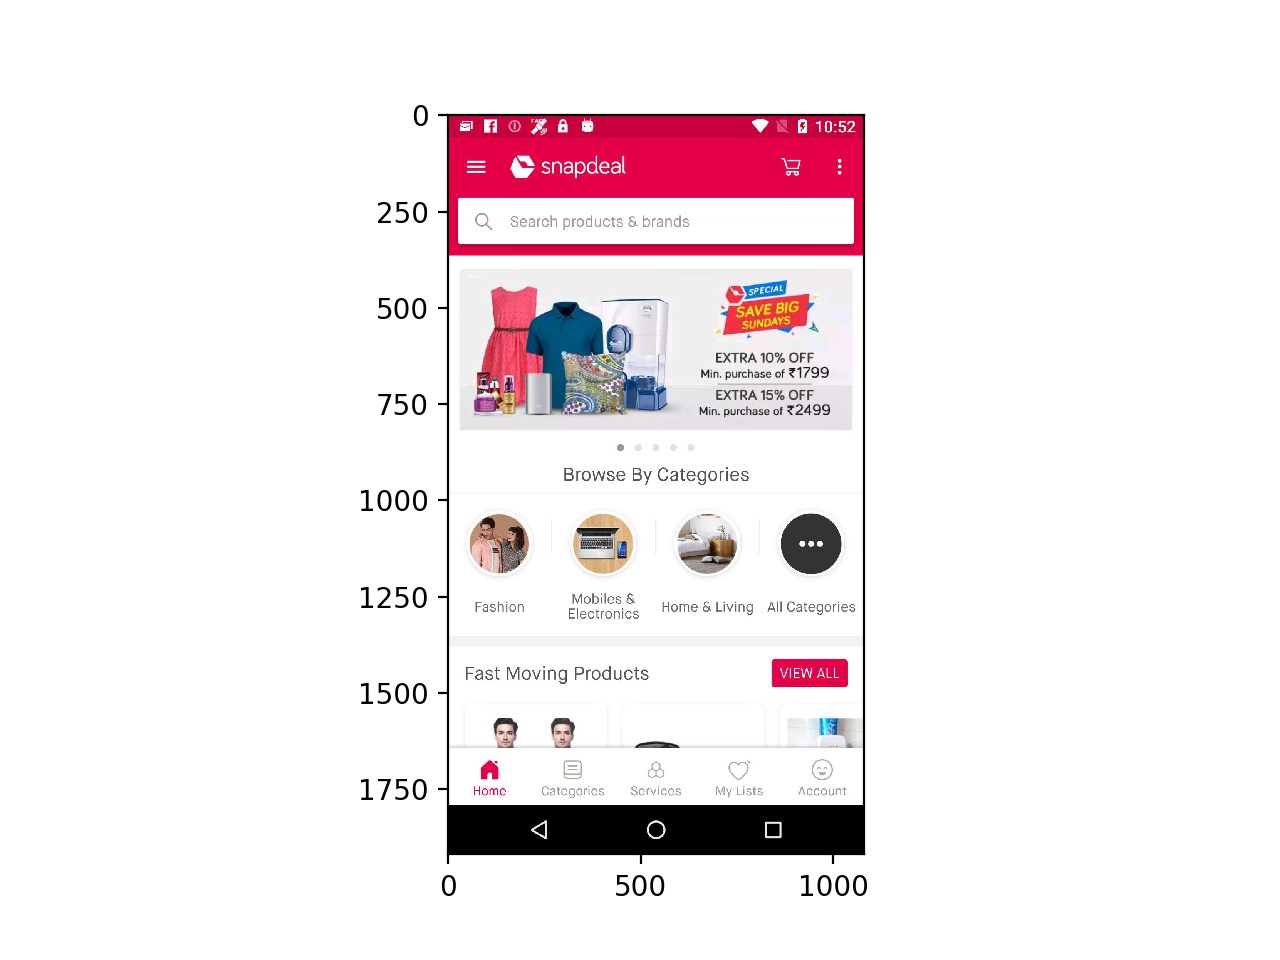 0
250
500
750
1000
1250
1500
1750
10:52
snapdeal
Search products & brands
SPECIAL
SAVE BIG
SUNDAYS
EXTRA 10% OFF
Min. purchase of ₹1799
EXTRA 15% OFF
Min. purchase of ₹2499
Browse By Categories
Fashion
Mobiles &
Electronics
Home & Living
All Categories
Fast Moving Products
VIEW ALL
Home
Categories
Services
My Lists
Account
0
500
1000